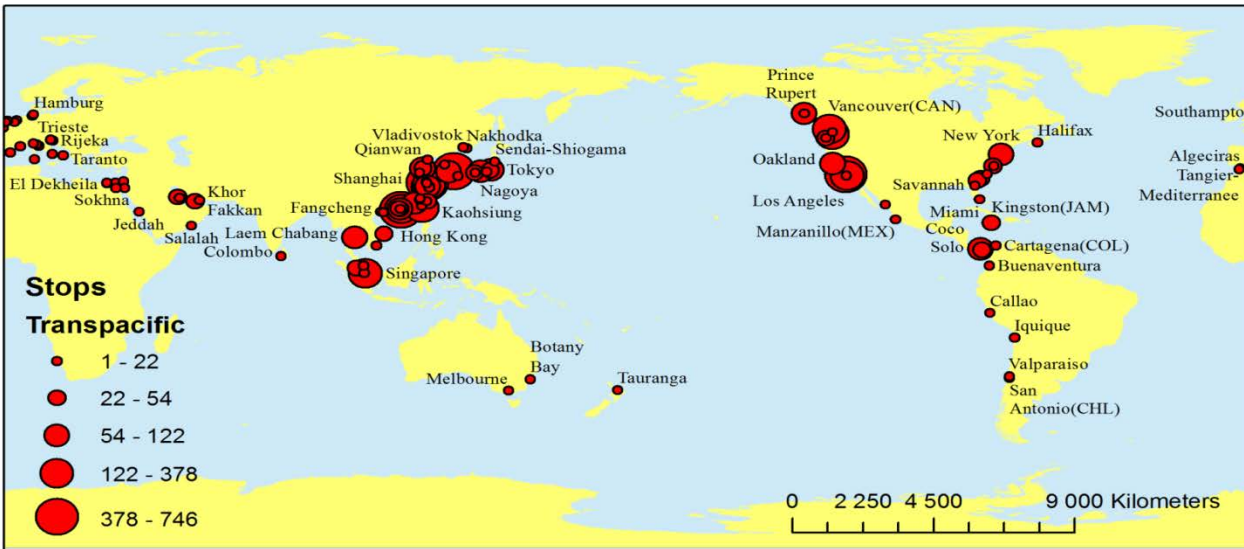 Hamburg
Trieste
Rijeka
Taranto
El Dekheila
Sokhna
Jeddah
Khor
Fakkan
Salalah
Colombo
Vladivostok
Nakhodka
Qianwan
Sendai-Shiogama
Shanghai
Tokyo
Nagoya
Fangcheng
Kaohsiung
Laem Chabang
Hong Kong
Singapore
Botany
Bay
Melbourne
Tauranga
Prince
Rupert
Vancouver(CAN)
New York
Halifax
Oakland
Savannah
Los Angeles
Miami
Kingston(JAM)
Manzanillo(MEX)
Coco
Solo
Cartagena(COL)
Buenaventura
Callao
Iquique
Valparaiso
San
Antonio(CHL)
Southampto
Algeciras
Tangier-
Mediterranee
Stops
Transpacific
1 - 22
22 - 54
54 - 122
122 - 378
378 - 746
0 2 250 4 500 9 000 Kilometers